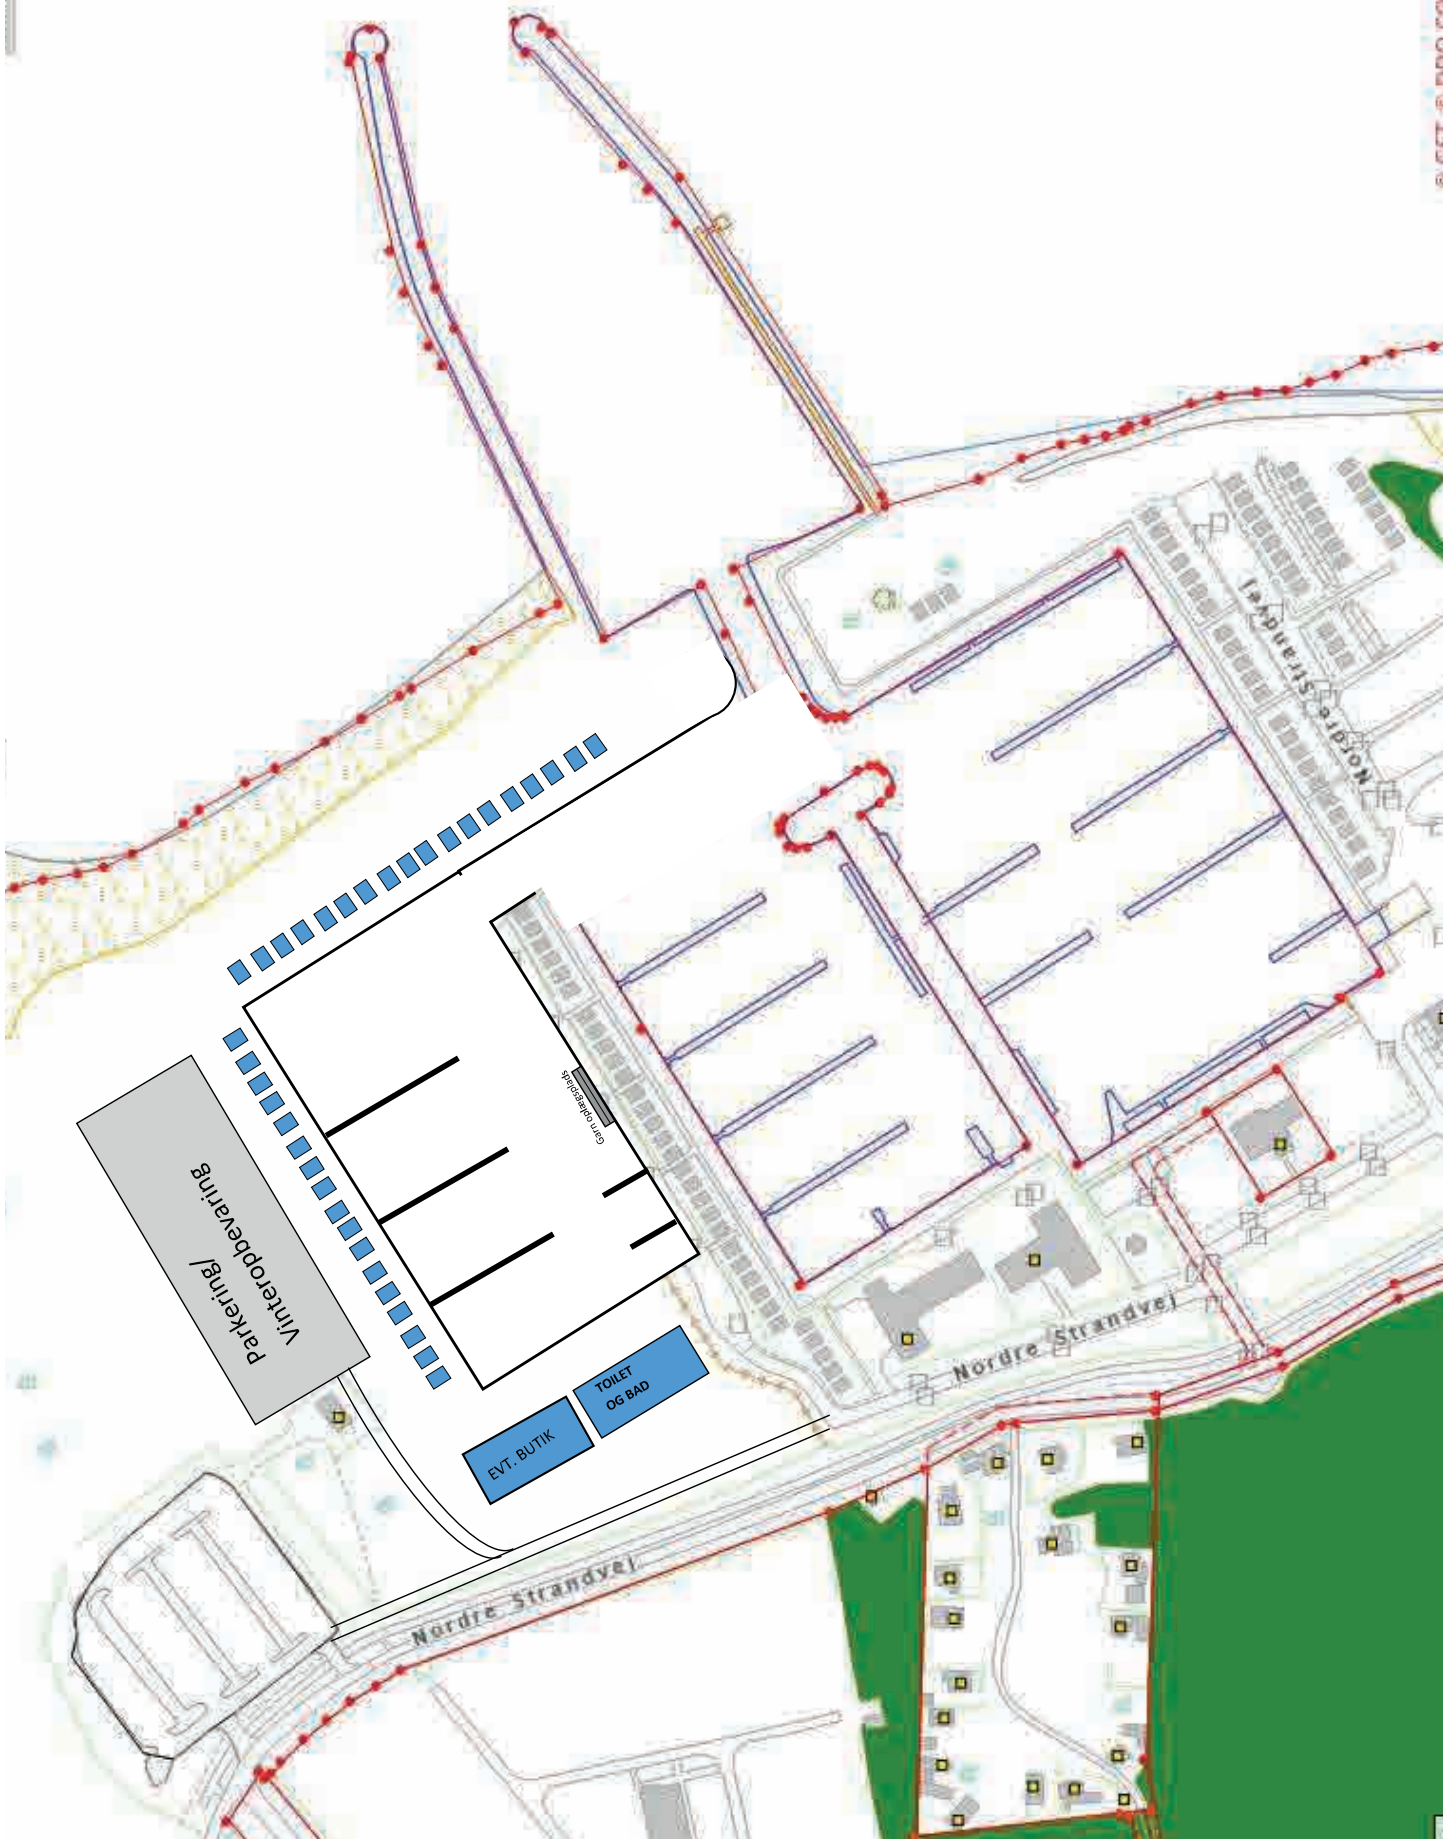 Nordre Strandvej
Garn oplægsplads
Parkering/
Vinteropbevaring
Nordre Strandvej
TOILET
OG BAD
EVT. BUTIK
Nordre Strandvej